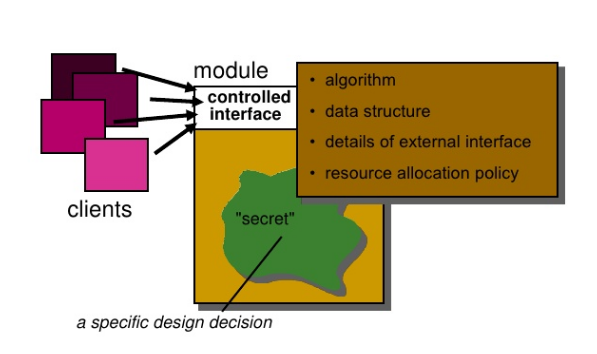 module
controlled
interface
• algorithm
• data structure
• details of external interface
• resource allocation policy
clients
"secret"
a specific design decision